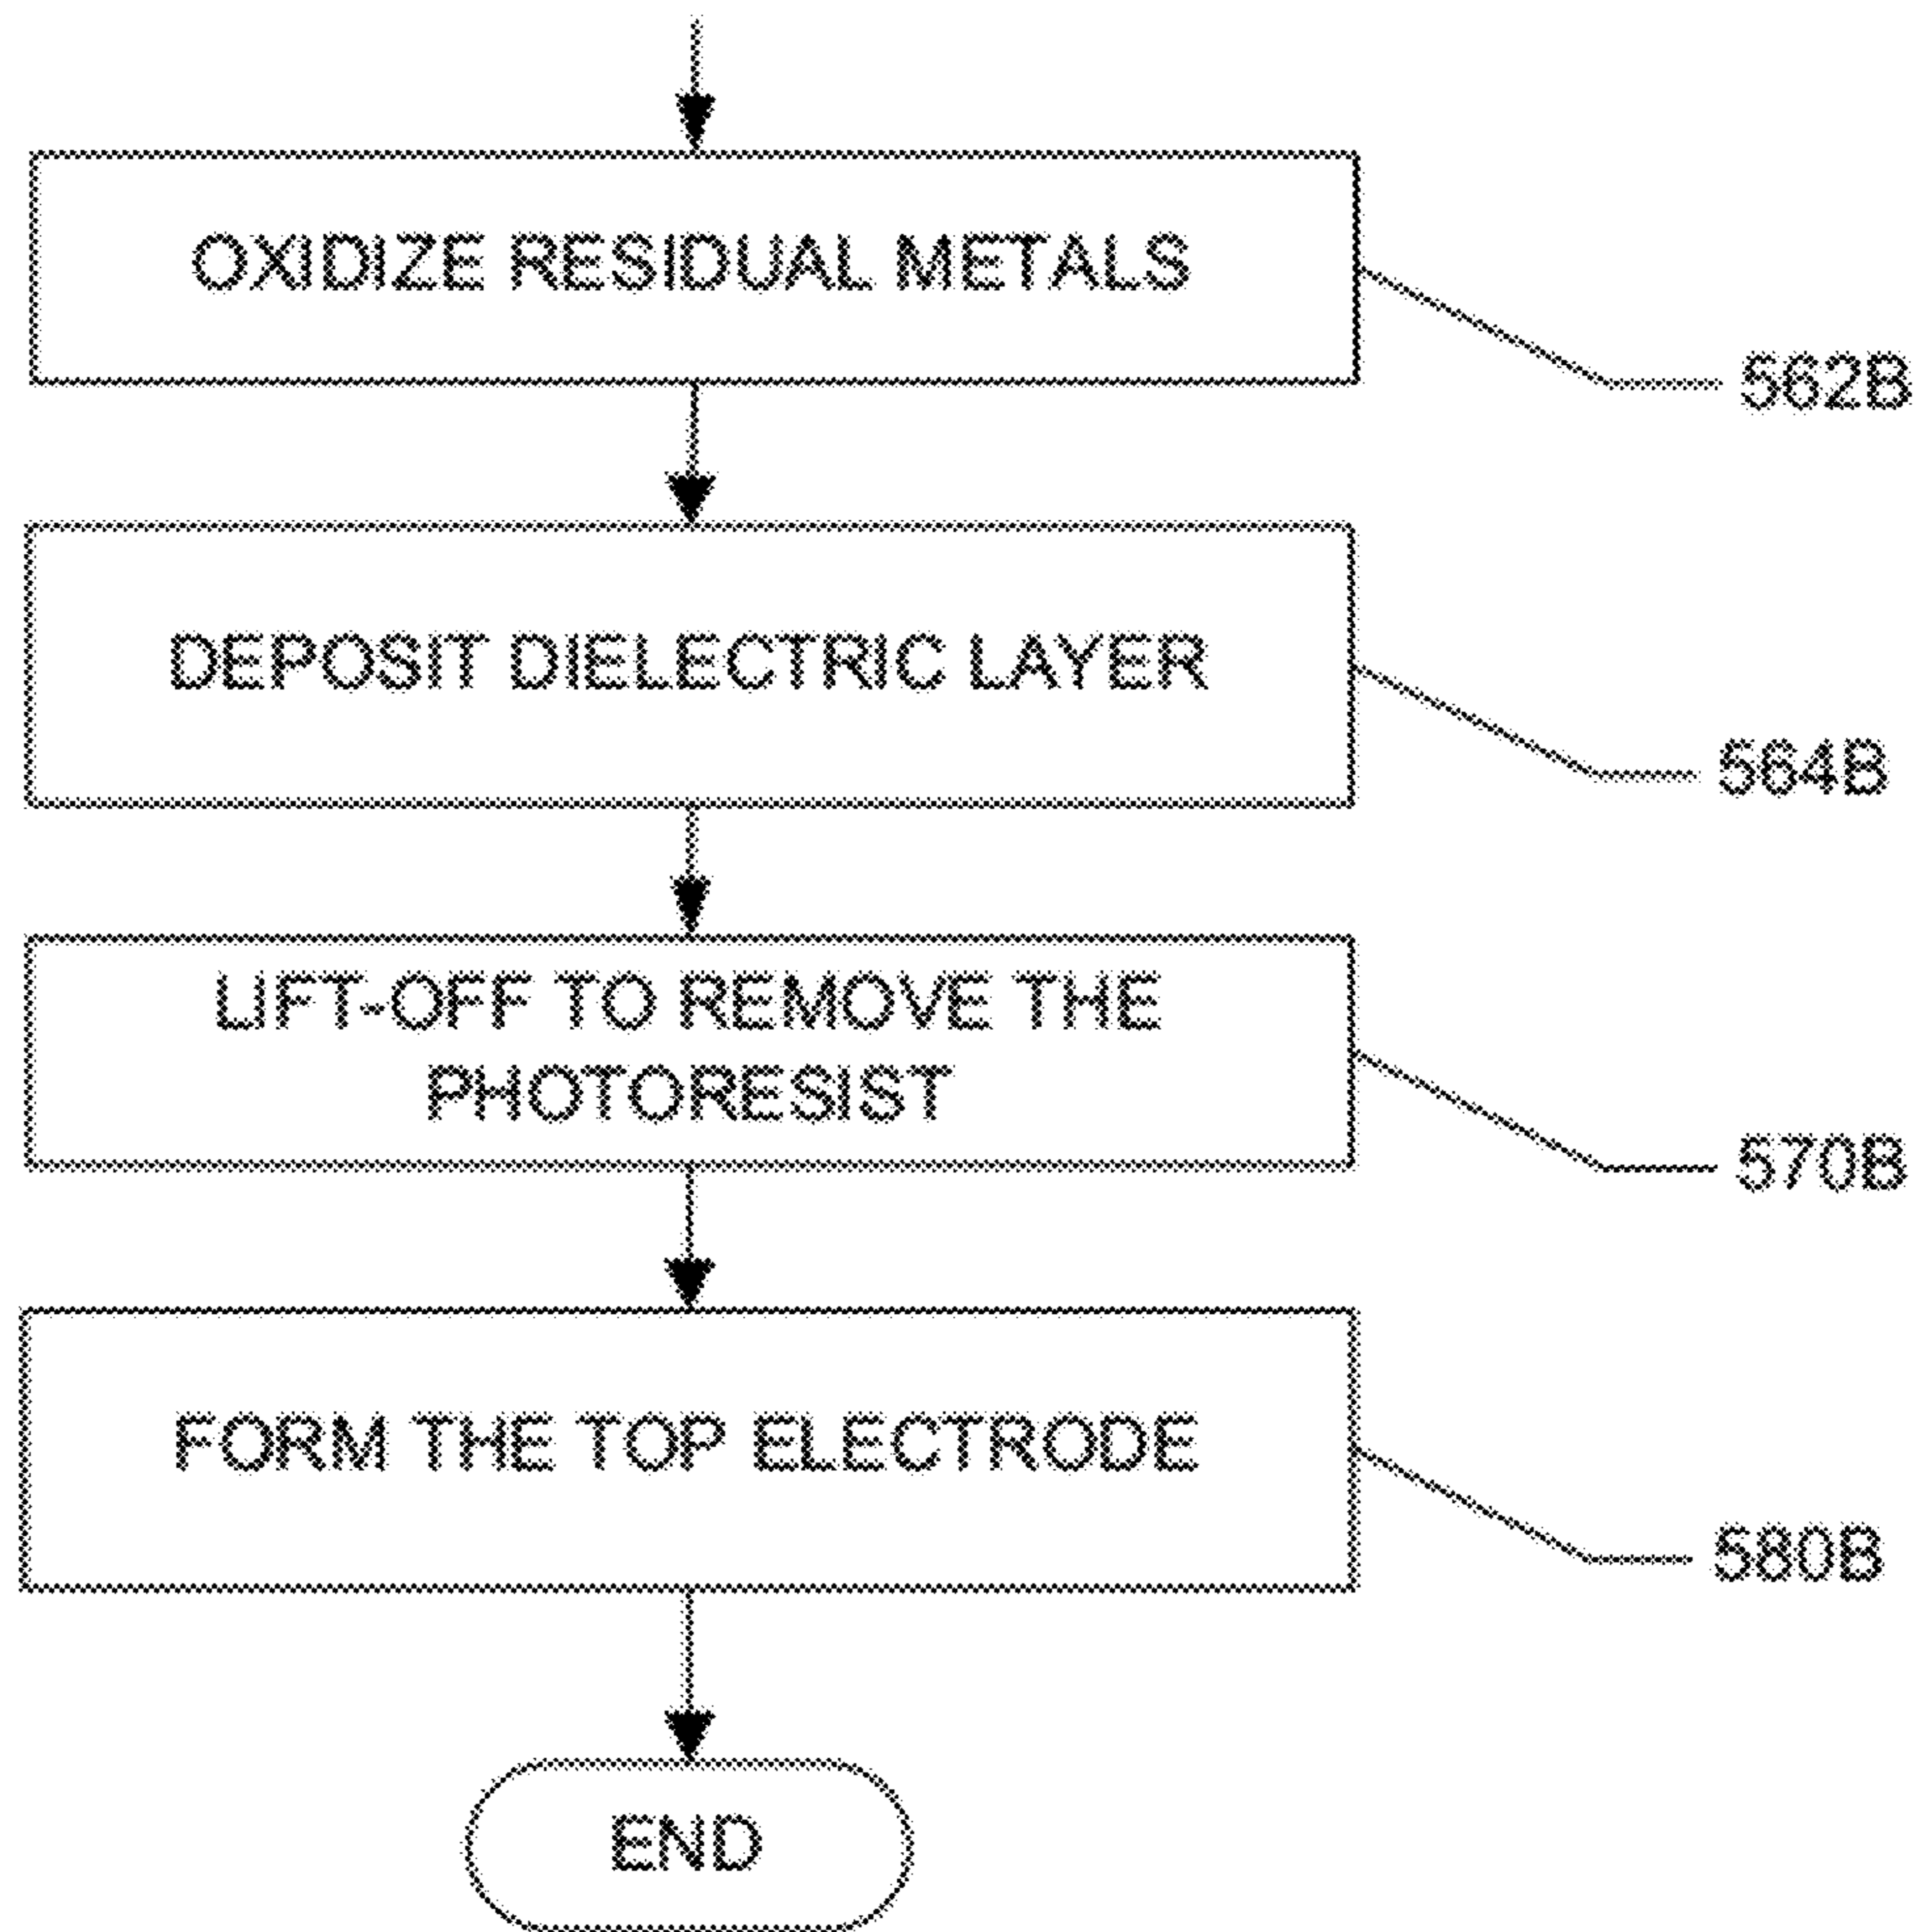 OXIDIZE RESIDUAL METALS
562B
DEPOSIT DIELECTRIC LAYER
564B
LIFT-OFF TO REMOVE THE
PHOTORESIST
570B
FORM THE TOP ELECTRODE
580B
END